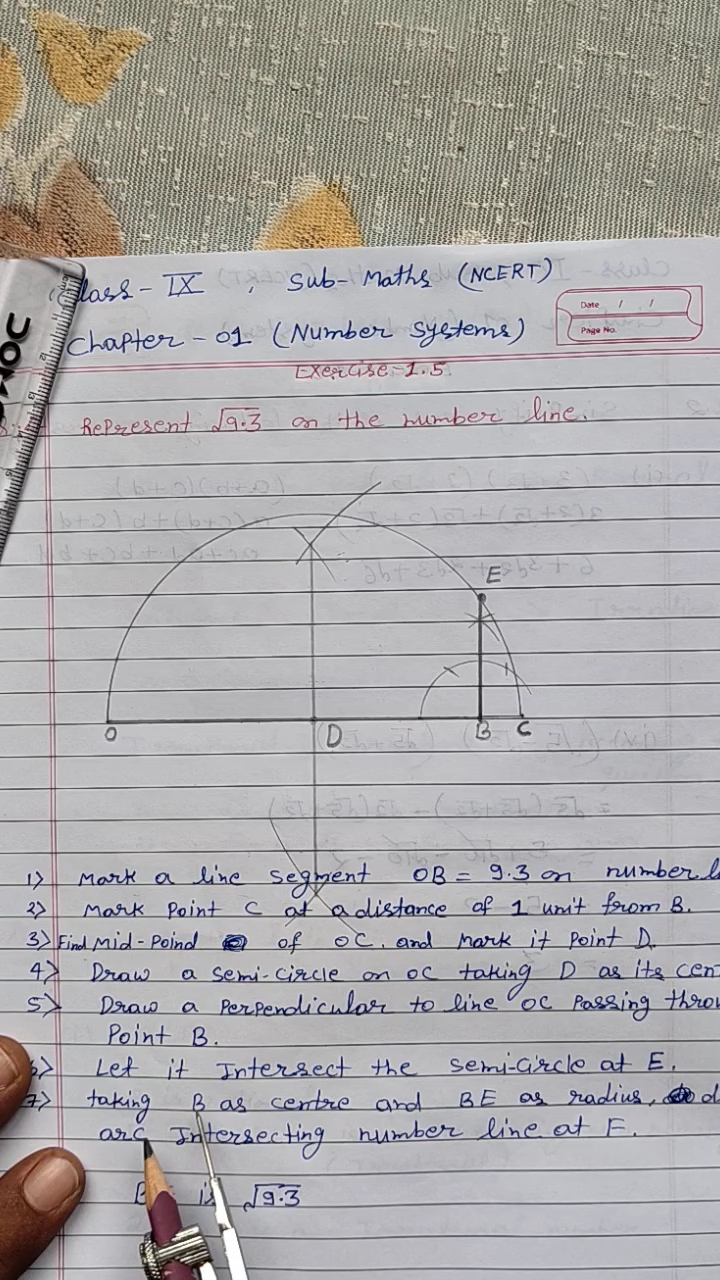 Class - IX , Sub - Maths (NCERT)
Chapter - 01 (Number Systems)
Date / /
Page No.
Exercise - 1.5
Represent √9.3 on the number line.
E
O D B C
1) Mark a line segment OB = 9.3 on number
2) Mark Point C at a distance of 1 unit from B.
3) Find Mid-Poind of OC. and Mark it Point D.
4) Draw a semi-circle on OC taking D as its
5) Draw a Perpendicular to line OC Passing
Point B.
6) Let it Intersect the semi-circle at E.
7) taking B as centre and BE as radius,
arc Intersecting number line at F.
is √9.3